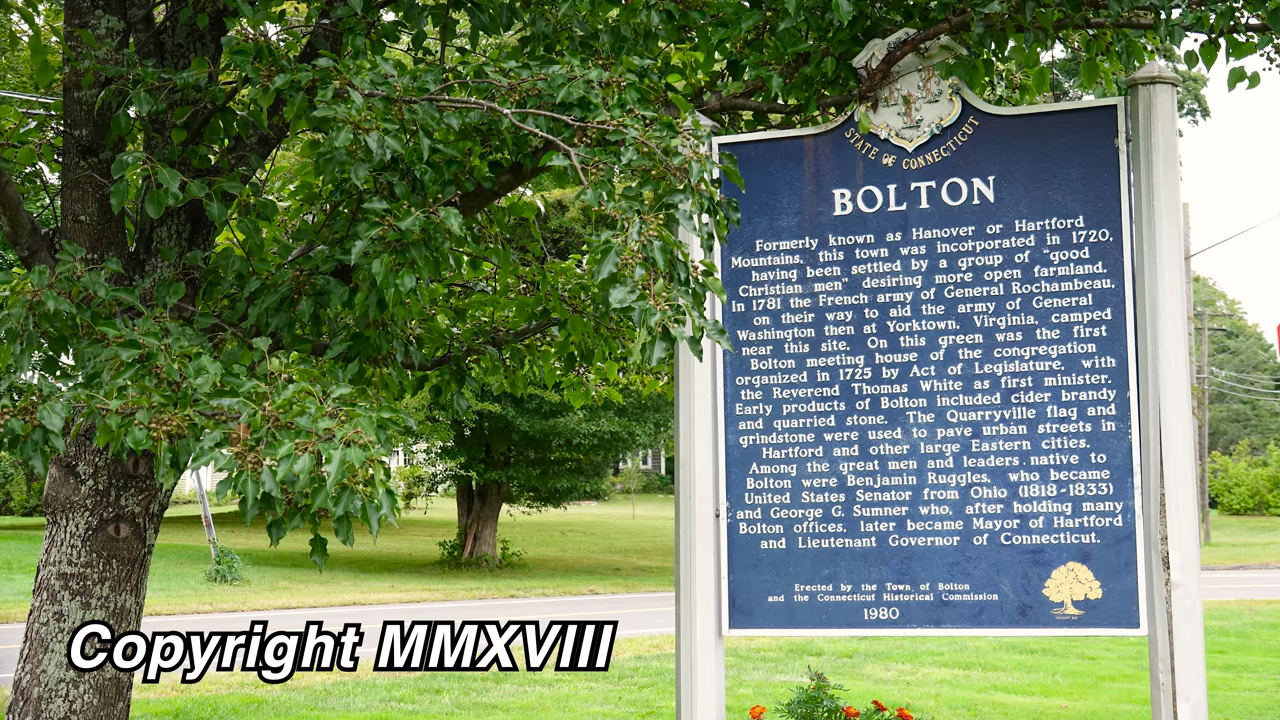 STATE OF CONNECTICUT
BOLTON
Formerly known as Hanover or Hartford
Mountains, this town was incorporated in 1720,
having been settled by a group of "good
Christian men" desiring more open farmland.
In 1781 the French army of General Rochambeau,
on their way to aid the army of General
Washington then at Yorktown, Virginia, camped
near this site. On this green was the first
Bolton meeting house of the congregation
organized in 1725 by Act of Legislature, with
the Reverend Thomas White as first minister.
Early products of Bolton included cider brandy
and quarried stone. The Quarryville flag and
grindstone were used to pave urban streets in
Hartford and other large Eastern cities.
Among the great men and leaders native to
Bolton were Benjamin Ruggles, who became
United States Senator from Ohio (1818-1833)
and George G. Sumner who, after holding many
Bolton offices, later became Mayor of Hartford
and Lieutenant Governor of Connecticut.
Erected by the Town of Bolton
and the Connecticut Historical Commission
1980
Copyright MMXVIII